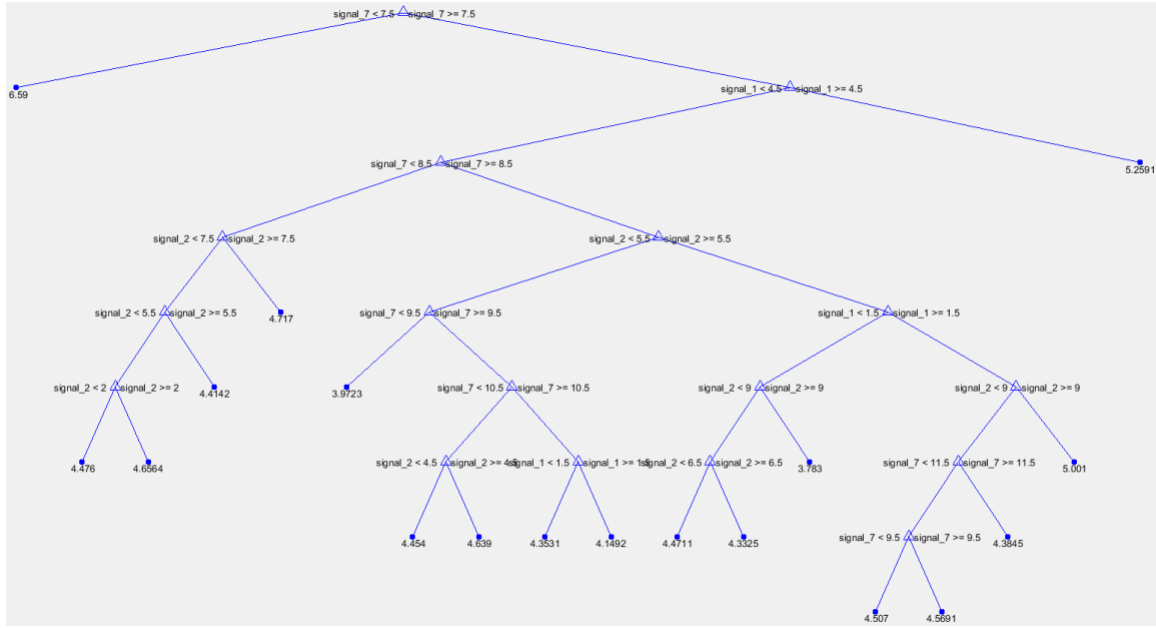 signal_7 < 7.5 signal_7 >= 7.5
6.59
signal_1 < 4.5 signal_1 >= 4.5
signal_7 < 8.5 signal_7 >= 8.5
5.2591
signal_2 < 7.5 signal_2 >= 7.5
signal_2 < 5.5 signal_2 >= 5.5
signal_2 < 5.5 signal_2 >= 5.5
4.717
signal_7 < 9.5 signal_7 >= 9.5
signal_1 < 1.5 signal_1 >= 1.5
signal_2 < 2 signal_2 >= 2
4.4142
3.9723
signal_7 < 10.5 signal_7 >= 10.5
signal_2 < 9 signal_2 >= 9
signal_2 < 9 signal_2 >= 9
4.476
4.6564
signal_2 < 4.5 signal_2 >= 4.5
signal_1 < 1.5 signal_1 >= 1.5
signal_2 < 6.5 signal_2 >= 6.5
3.783
signal_7 < 11.5 signal_7 >= 11.5
5.001
4.454
4.639
4.3531
4.1492
4.4711
4.3325
signal_7 < 9.5 signal_7 >= 9.5
4.3845
4.507
4.5691